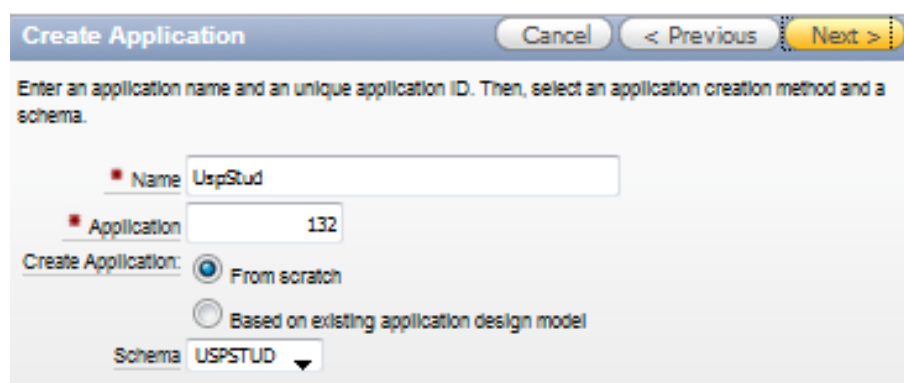 Create Application Cancel < Previous Next >
Enter an application name and an unique application ID. Then, select an application creation method and a
schema.
Name UspStud
Application 132
Create Application: From scratch
Based on existing application design model
Schema USPSTUD